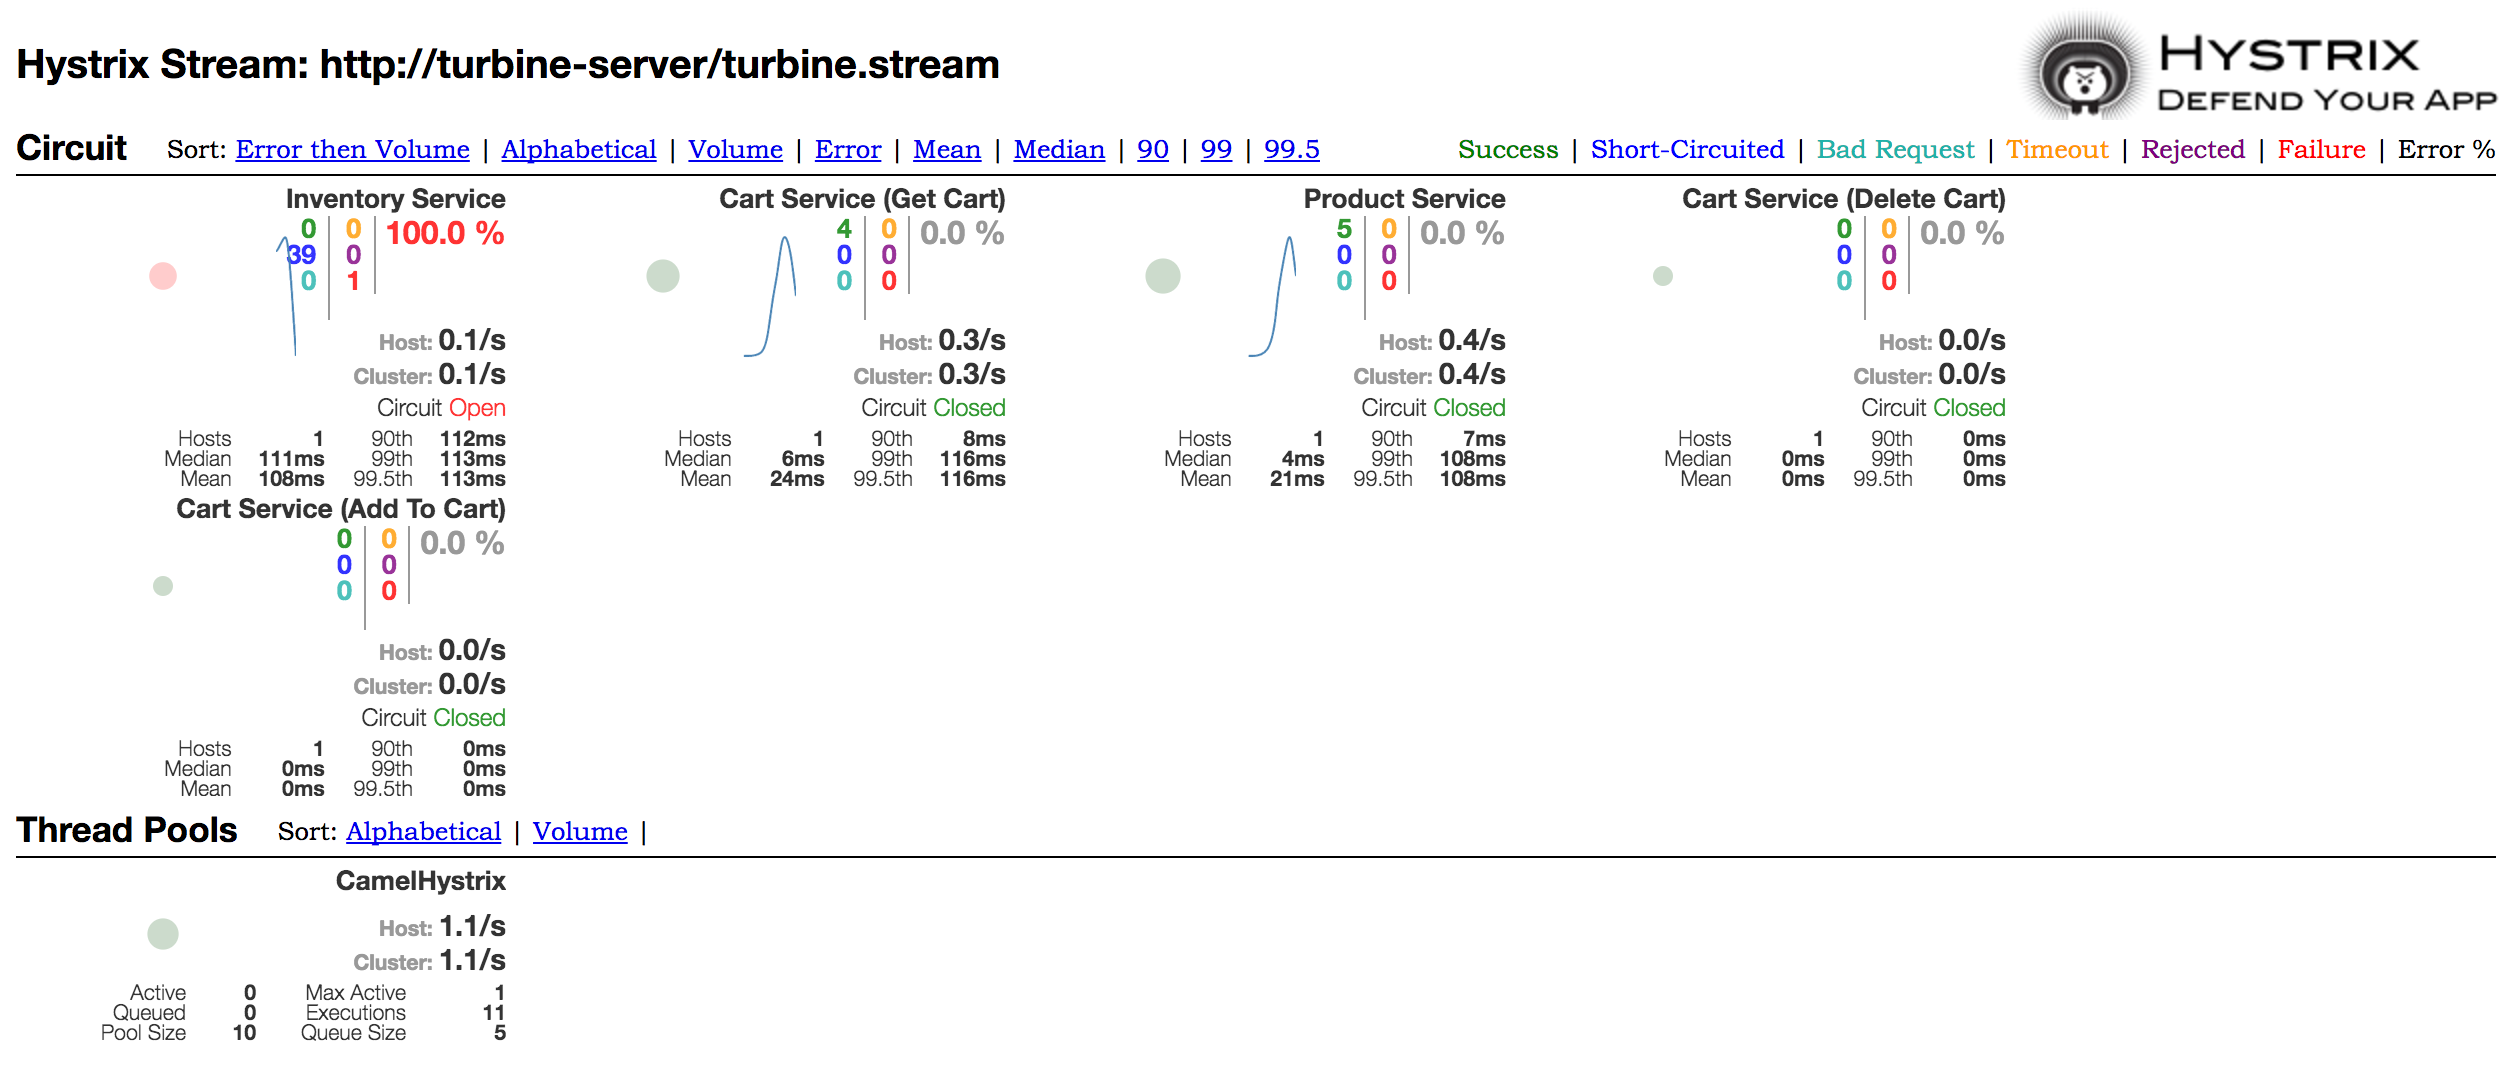 Hystrix Stream: http://turbine-server/turbine.stream
HYSTRIX
DEFEND YOUR APP
Circuit Sort: Error then Volume | Alphabetical | Volume | Error | Mean | Median | 90 | 99 | 99.5
Success | Short-Circuited | Bad Request | Timeout | Rejected | Failure | Error %
Inventory Service
0 0 100.0 %
39 0
0 1
Host: 0.1/s
Cluster: 0.1/s
Circuit Open
Hosts 1 90th 112ms
Median 111ms 99th 113ms
Mean 108ms 99.5th 113ms
Cart Service (Get Cart)
4 0 0.0 %
0 0
0 0
Host: 0.3/s
Cluster: 0.3/s
Circuit Closed
Hosts 1 90th 8ms
Median 6ms 99th 116ms
Mean 24ms 99.5th 116ms
Product Service
5 0 0.0 %
0 0
0 0
Host: 0.4/s
Cluster: 0.4/s
Circuit Closed
Hosts 1 90th 7ms
Median 4ms 99th 108ms
Mean 21ms 99.5th 108ms
Cart Service (Delete Cart)
0 0 0.0 %
0 0
0 0
Host: 0.0/s
Cluster: 0.0/s
Circuit Closed
Hosts 1 90th 0ms
Median 0ms 99th 0ms
Mean 0ms 99.5th 0ms
Cart Service (Add To Cart)
0 0 0.0 %
0 0
0 0
Host: 0.0/s
Cluster: 0.0/s
Circuit Closed
Hosts 1 90th 0ms
Median 0ms 99th 0ms
Mean 0ms 99.5th 0ms
Thread Pools Sort: Alphabetical | Volume |
CamelHystrix
Host: 1.1/s
Cluster: 1.1/s
Active 0 Max Active 1
Queued 0 Executions 11
Pool Size 10 Queue Size 5